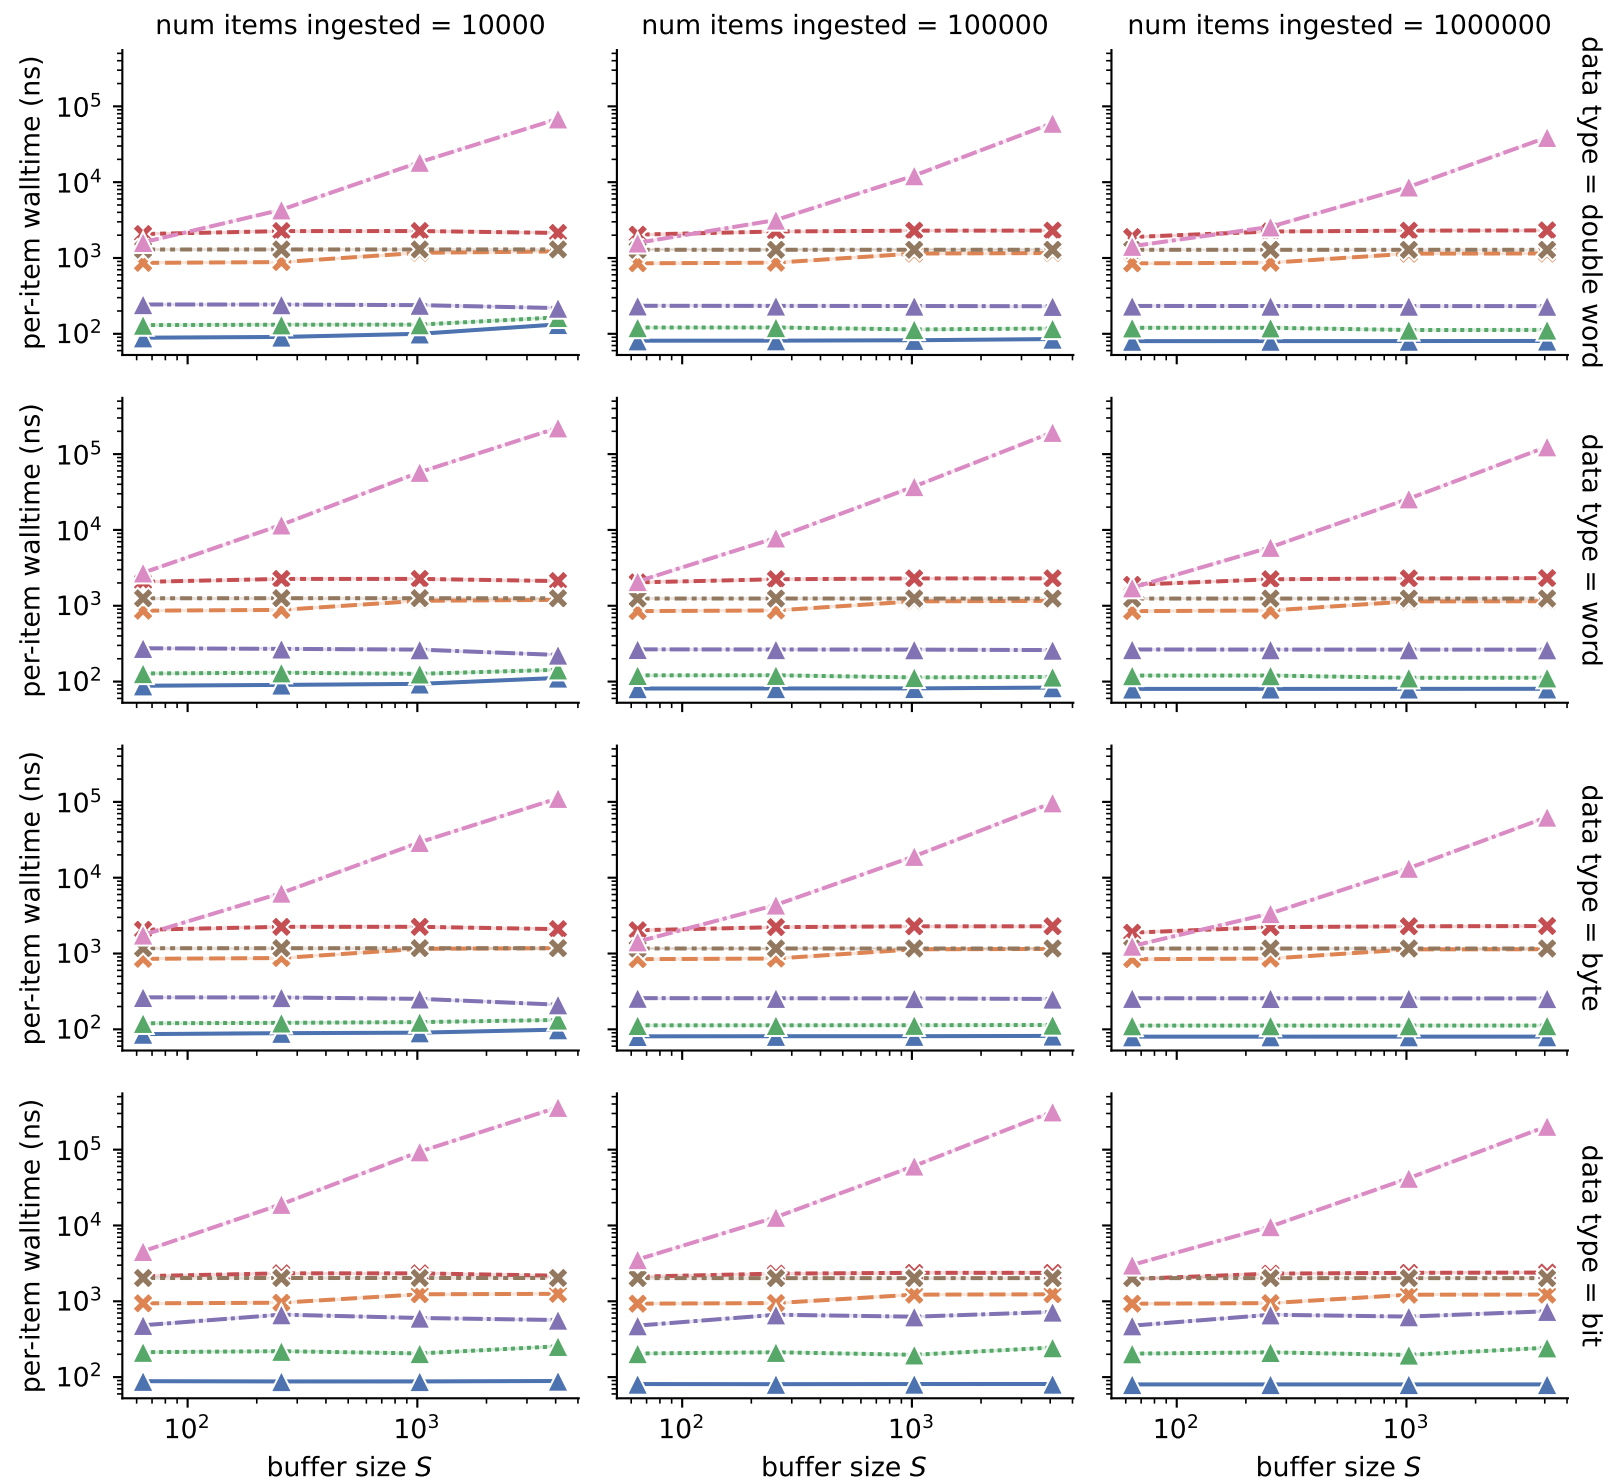 num items ingested = 10000
num items ingested = 100000
num items ingested = 1000000
per-item walltime (ns)
10⁵
10⁴
10³
10²
data type = double word
per-item walltime (ns)
10⁵
10⁴
10³
10²
data type = word
per-item walltime (ns)
10⁵
10⁴
10³
10²
data type = byte
per-item walltime (ns)
10⁵
10⁴
10³
10²
data type = bit
10²
10³
10²
10³
10²
10³
buffer size S
buffer size S
buffer size S